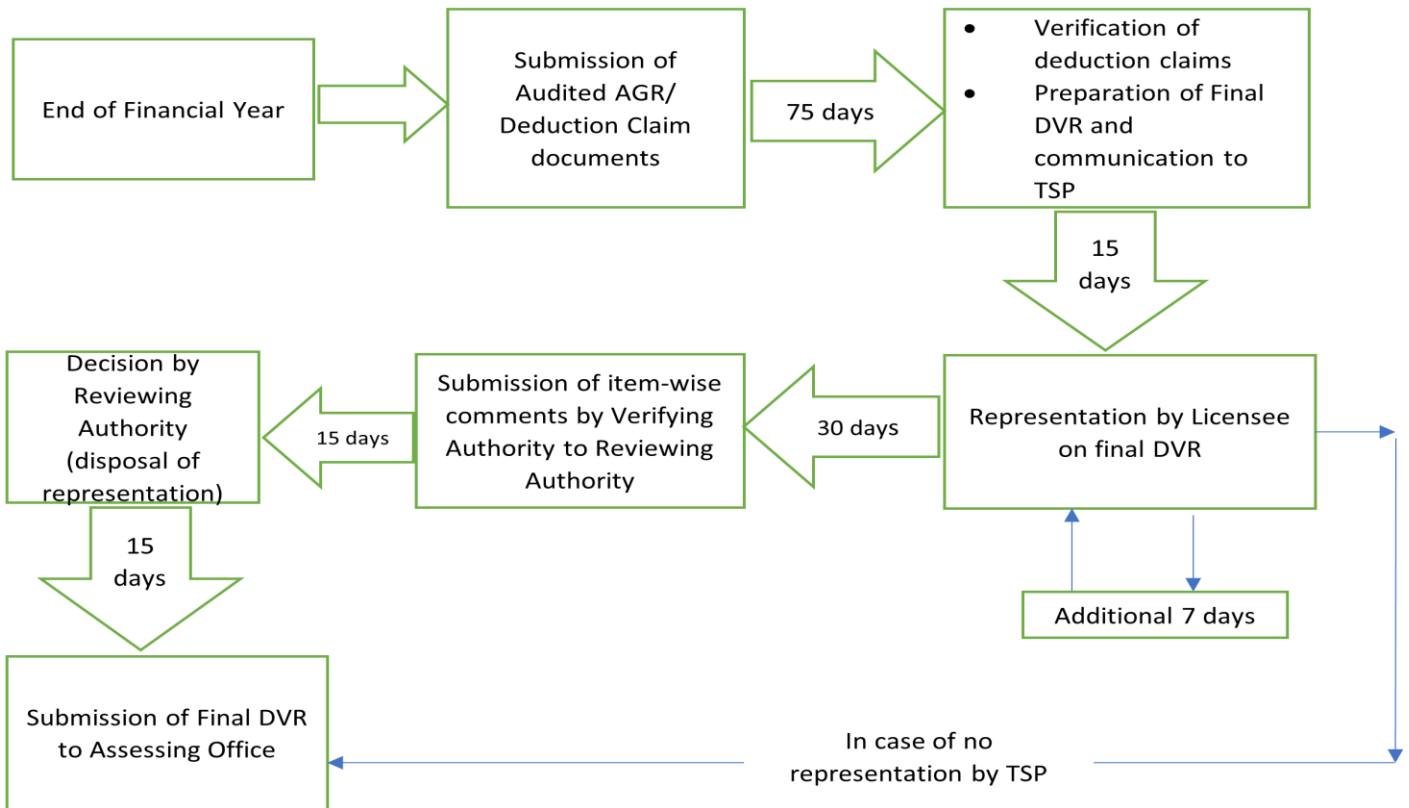 End of Financial Year
Submission of
Audited AGR/
Deduction Claim
documents
75 days
• Verification of
deduction claims
• Preparation of Final
DVR and
communication to
TSP
15
days
Representation by Licensee
on final DVR
Additional 7 days
30 days
Submission of item-wise
comments by Verifying
Authority to Reviewing
Authority
15 days
Decision by
Reviewing
Authority
(disposal of
representation)
15
days
Submission of Final DVR
to Assessing Office
In case of no
representation by TSP